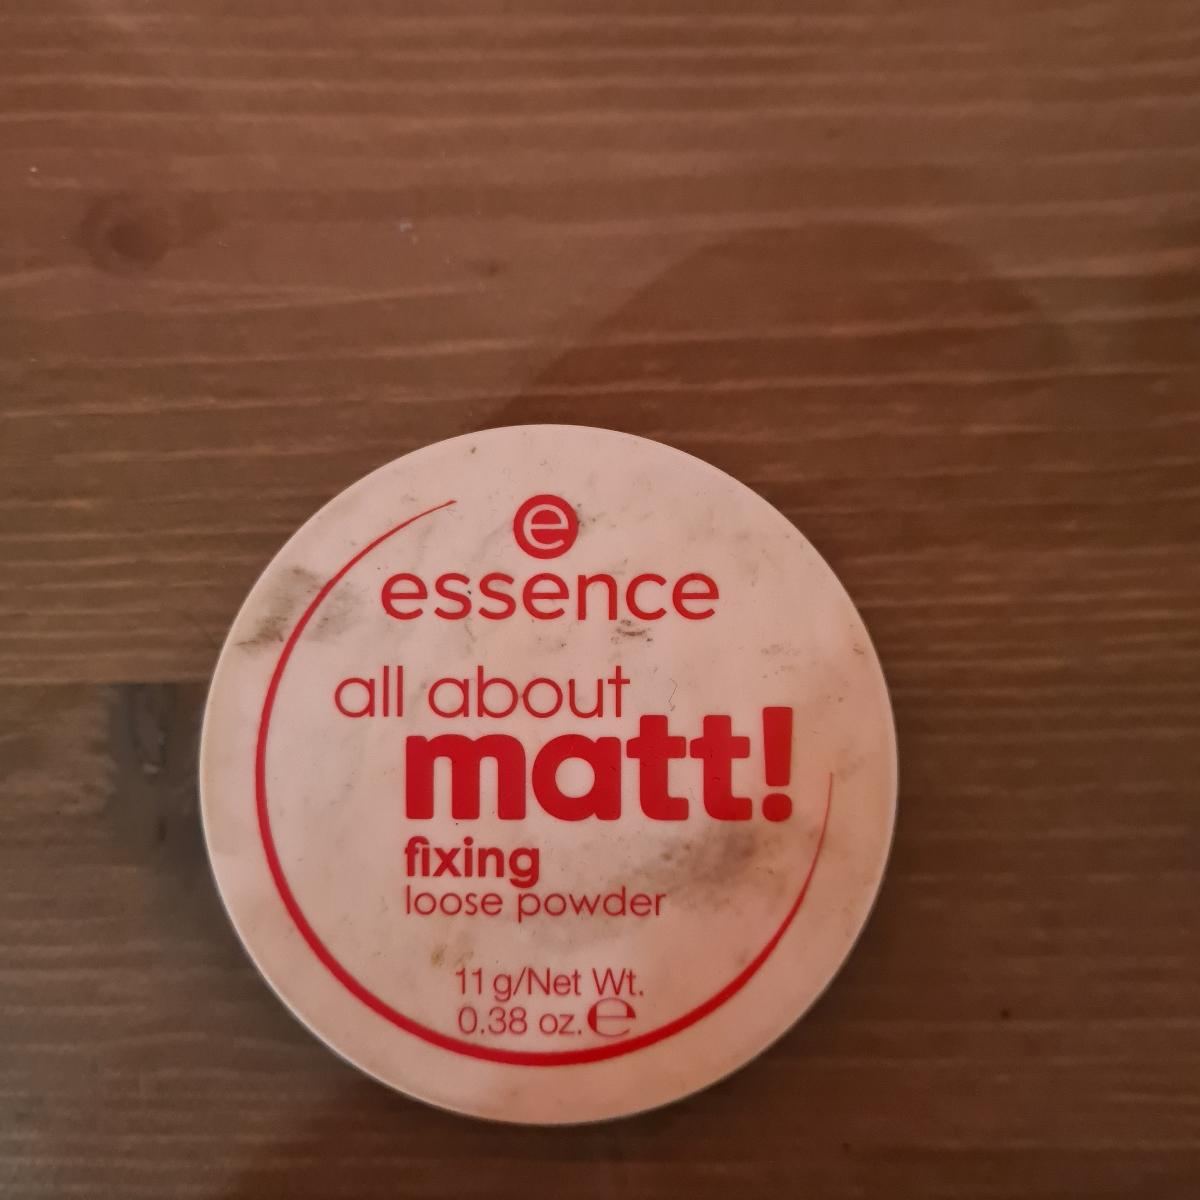 e
essence
all about
matt!
fixing
loose powder
11 g/Net Wt.
0.38 oz. ℮